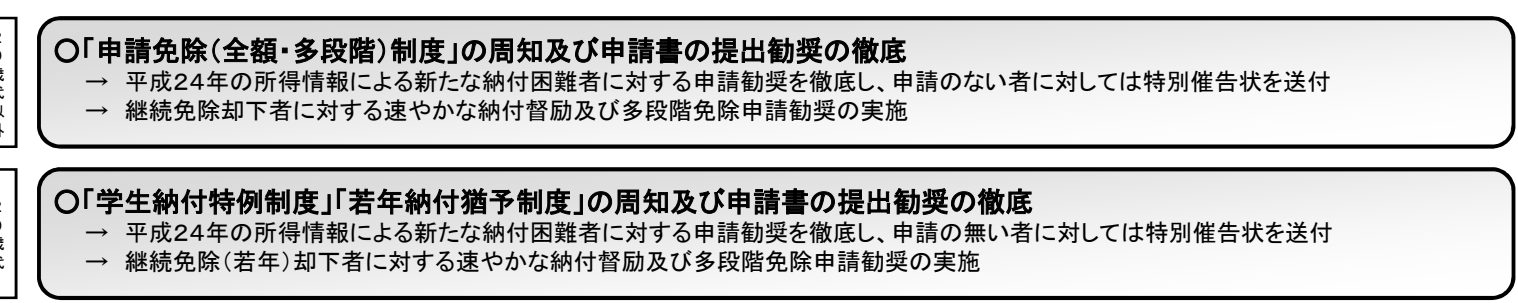 ○「申請免除（全額・多段階）制度」の周知及び申請書の提出勧奨の徹底
→ 平成２４年の所得情報による新たな納付困難者に対する申請勧奨を徹底し、申請のない者に対しては特別催告状を送付
→ 継続免除却下者に対する速やかな納付督励及び多段階免除申請勧奨の実施
○「学生納付特例制度」「若年納付猶予制度」の周知及び申請書の提出勧奨の徹底
→ 平成２４年の所得情報による新たな納付困難者に対する申請勧奨を徹底し、申請の無い者に対しては特別催告状を送付
→ 継続免除（若年）却下者に対する速やかな納付督励及び多段階免除申請勧奨の実施